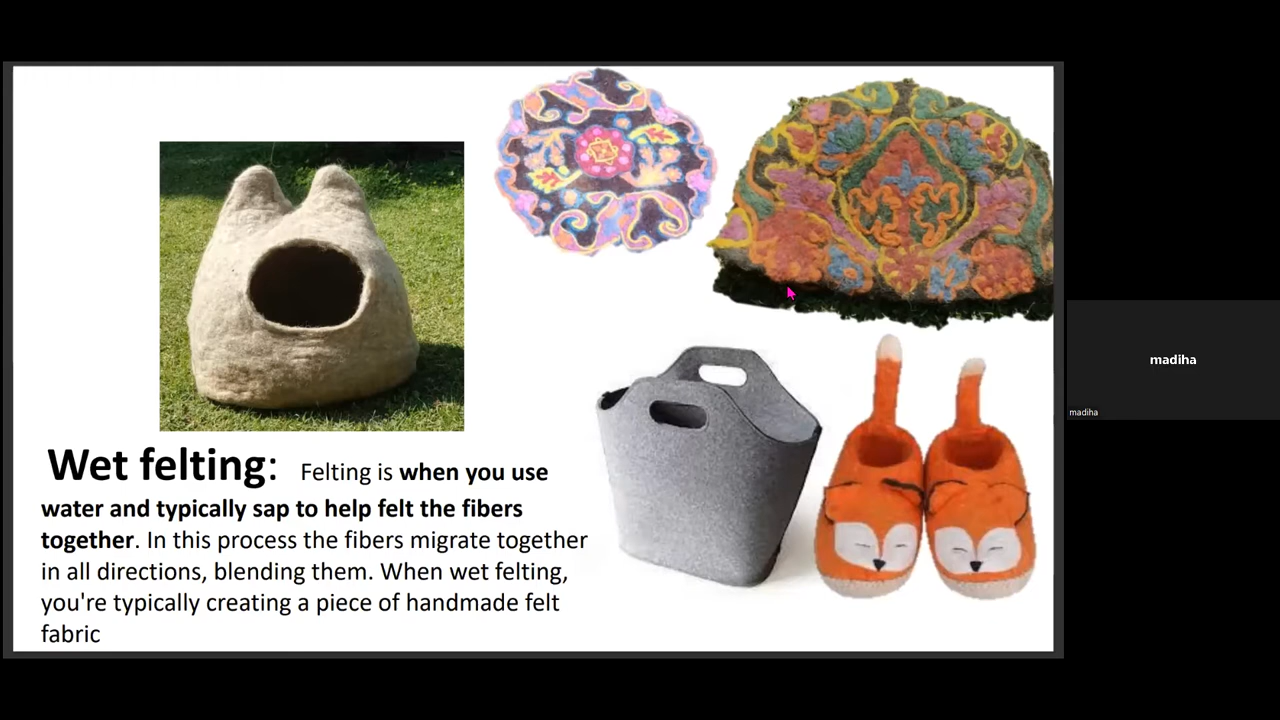 Wet felting: Felting is when you use
water and typically sap to help felt the fibers
together. In this process the fibers migrate together
in all directions, blending them. When wet felting,
you're typically creating a piece of handmade felt
fabric
madiha
madiha